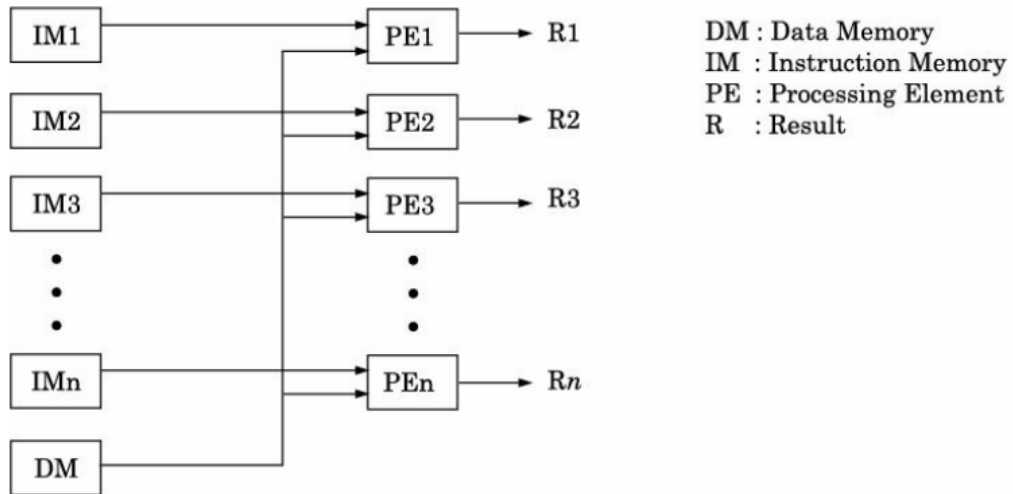 IM1 PE1 R1
IM2 PE2 R2
IM3 PE3 R3
IMn PEn Rn
DM
DM : Data Memory
IM : Instruction Memory
PE : Processing Element
R : Result